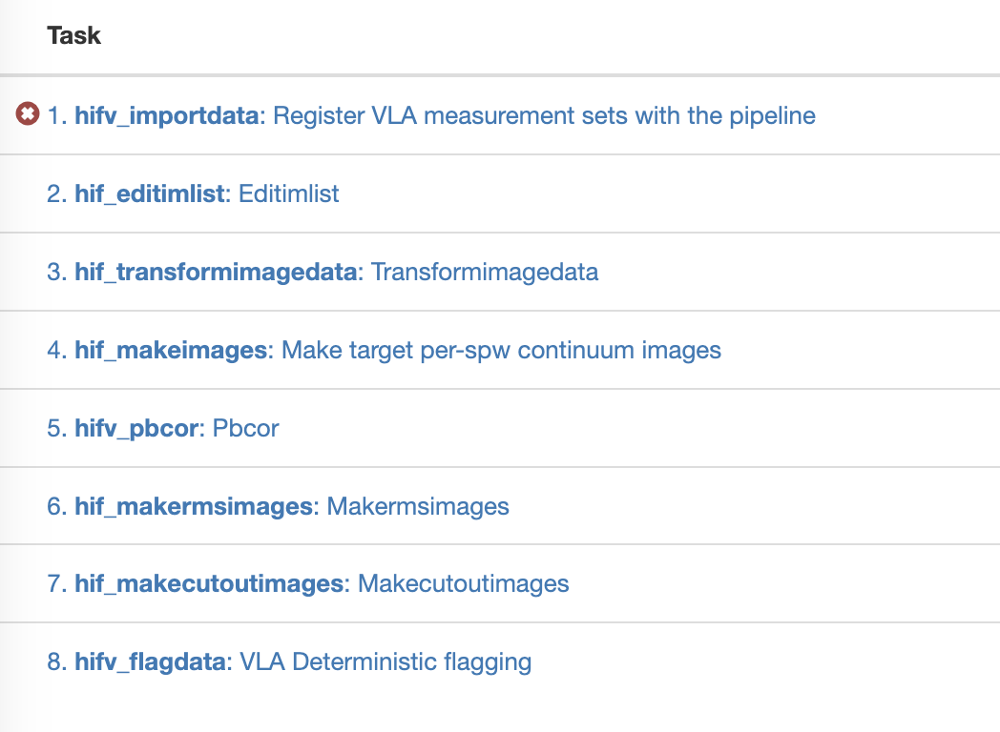 Task
1. hifv_importdata: Register VLA measurement sets with the pipeline
2. hif_editimlist: Editimlist
3. hif_transformimagedata: Transformimagedata
4. hif_makeimages: Make target per-spw continuum images
5. hifv_pbcor: Pbcor
6. hif_makermsimages: Makermsimages
7. hif_makecutoutimages: Makecutoutimages
8. hifv_flagdata: VLA Deterministic flagging